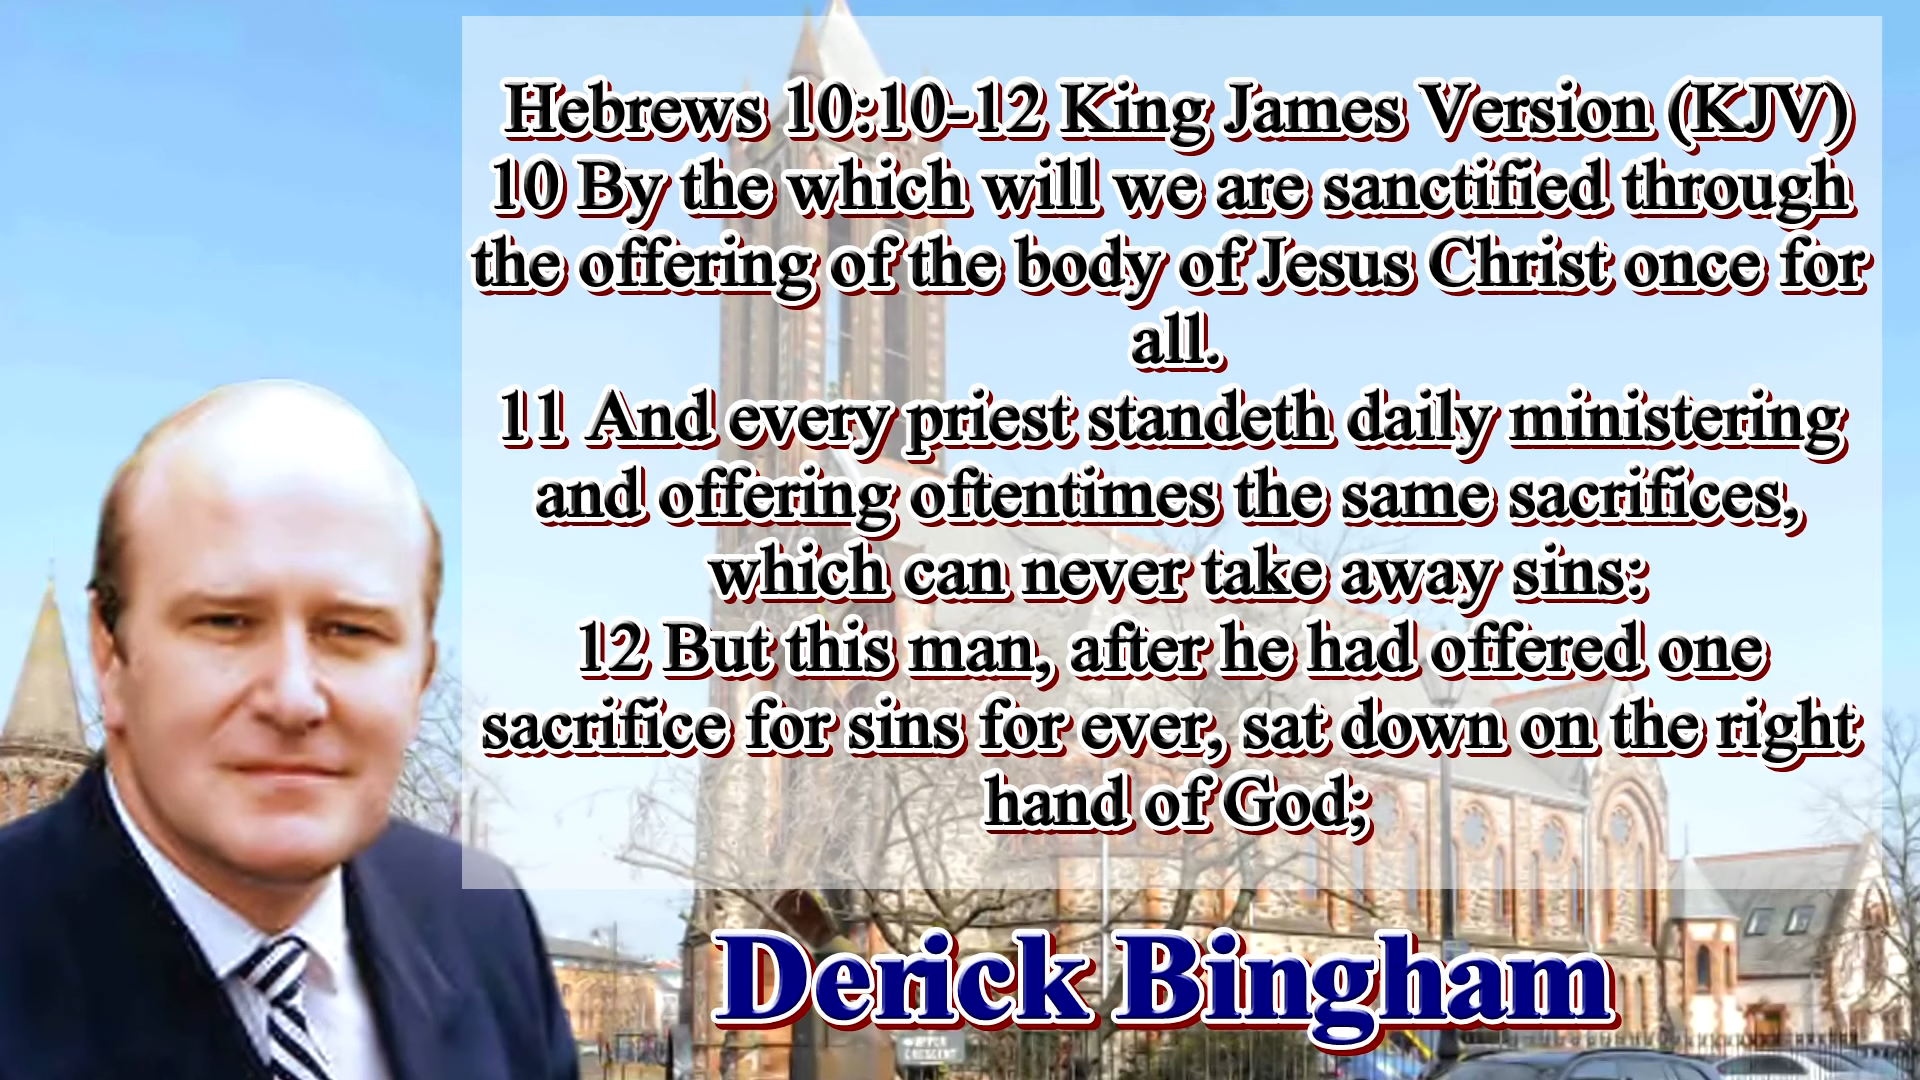 Hebrews 10:10-12 King James Version (KJV)
10 By the which will we are sanctified through
the offering of the body of Jesus Christ once for
all.
11 And every priest standeth daily ministering
and offering oftentimes the same sacrifices,
which can never take away sins:
12 But this man, after he had offered one
sacrifice for sins for ever, sat down on the right
hand of God;
Derick Bingham
UPPER
CRESCENT